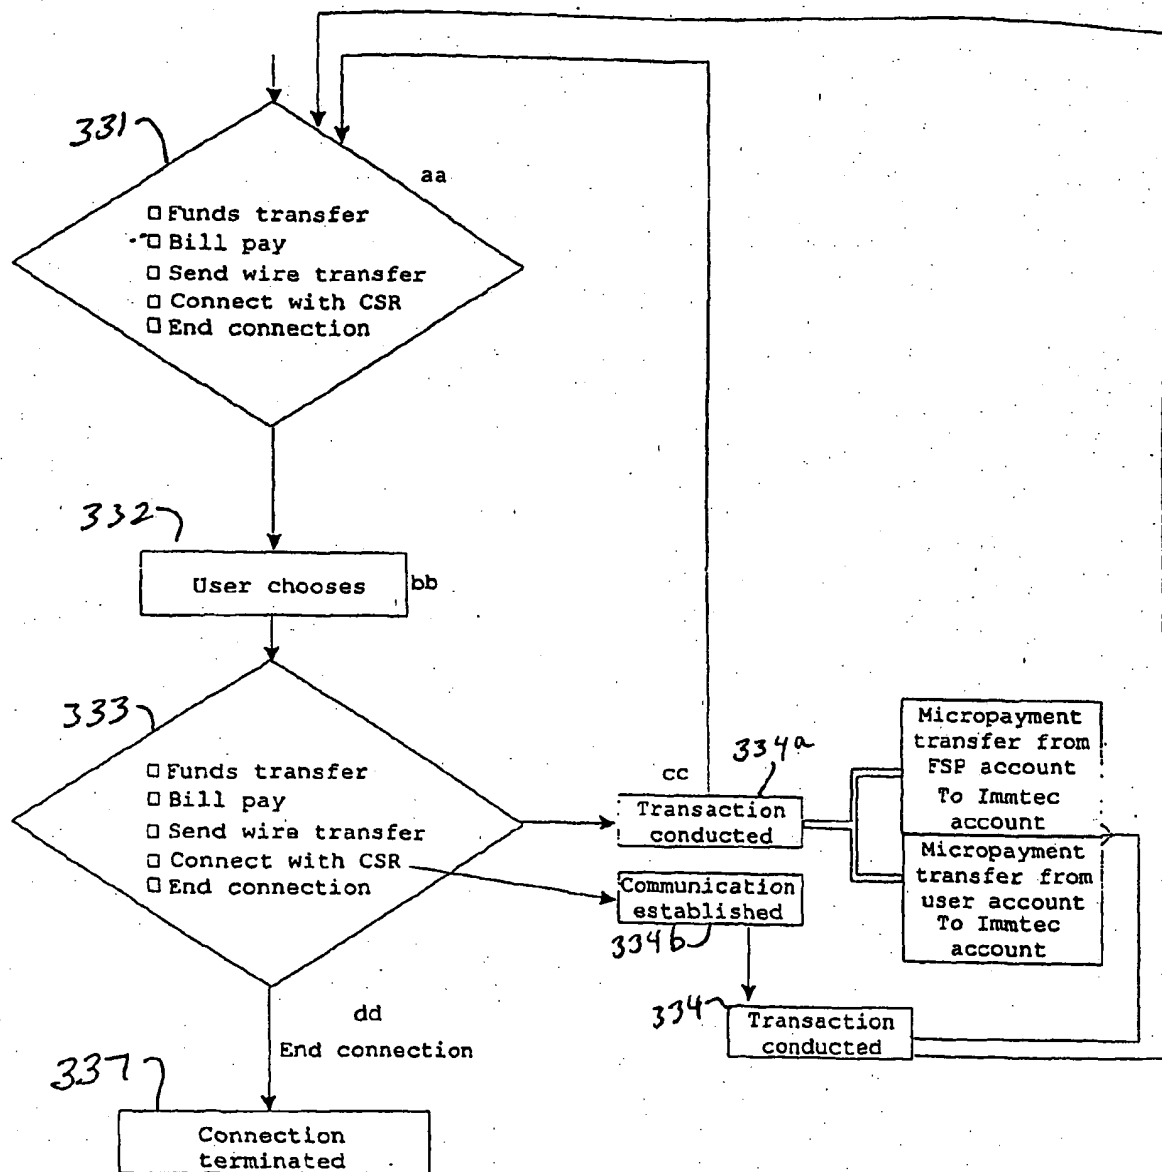 331
aa
Funds transfer
Bill pay
Send wire transfer
Connect with CSR
End connection
332
User chooses
bb
333
Funds transfer
Bill pay
Send wire transfer
Connect with CSR
End connection
cc
334a
Transaction
conducted
Micropayment
transfer from
FSP account
To Immtec
account
Micropayment
transfer from
user account
To Immtec
account
Communication
established
334b
334
Transaction
conducted
dd
End connection
337
Connection
terminated